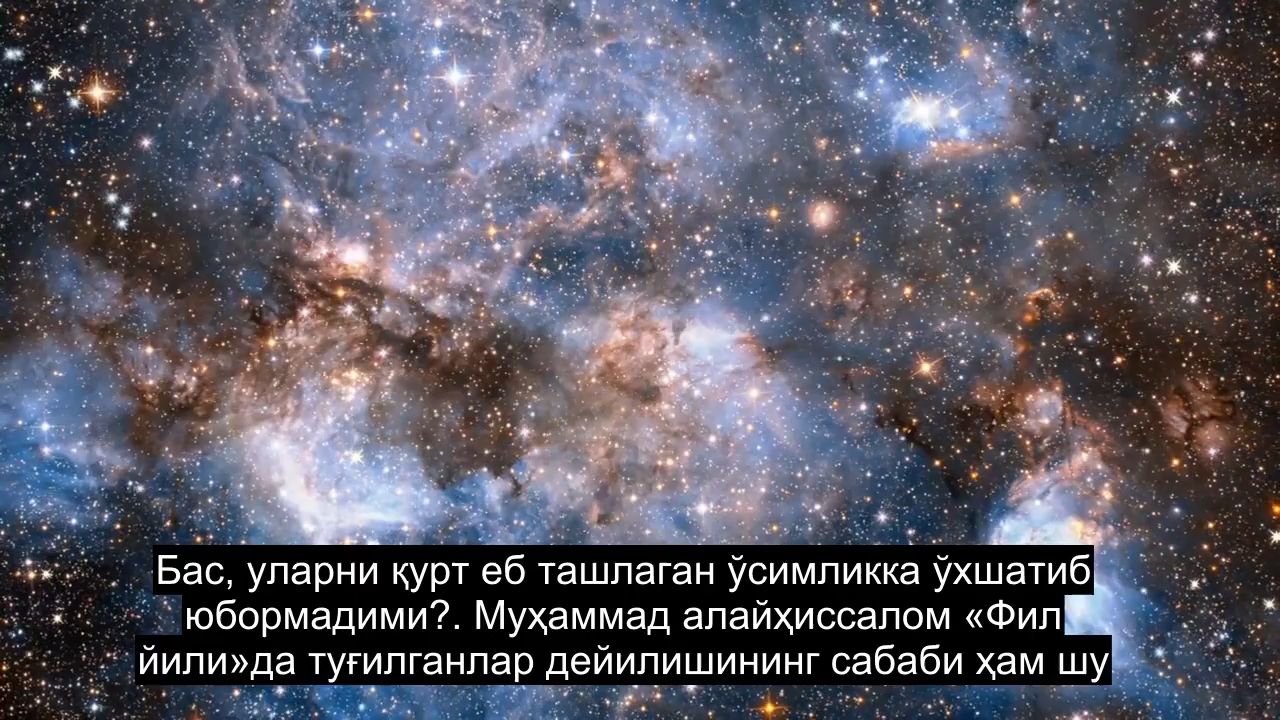 Бас, уларни қурт еб ташлаган ўсимликка ўхшатиб
юбормадими?. Муҳаммад алайҳиссалом «Фил
йили»да туғилганлар дейилишининг сабаби ҳам шу